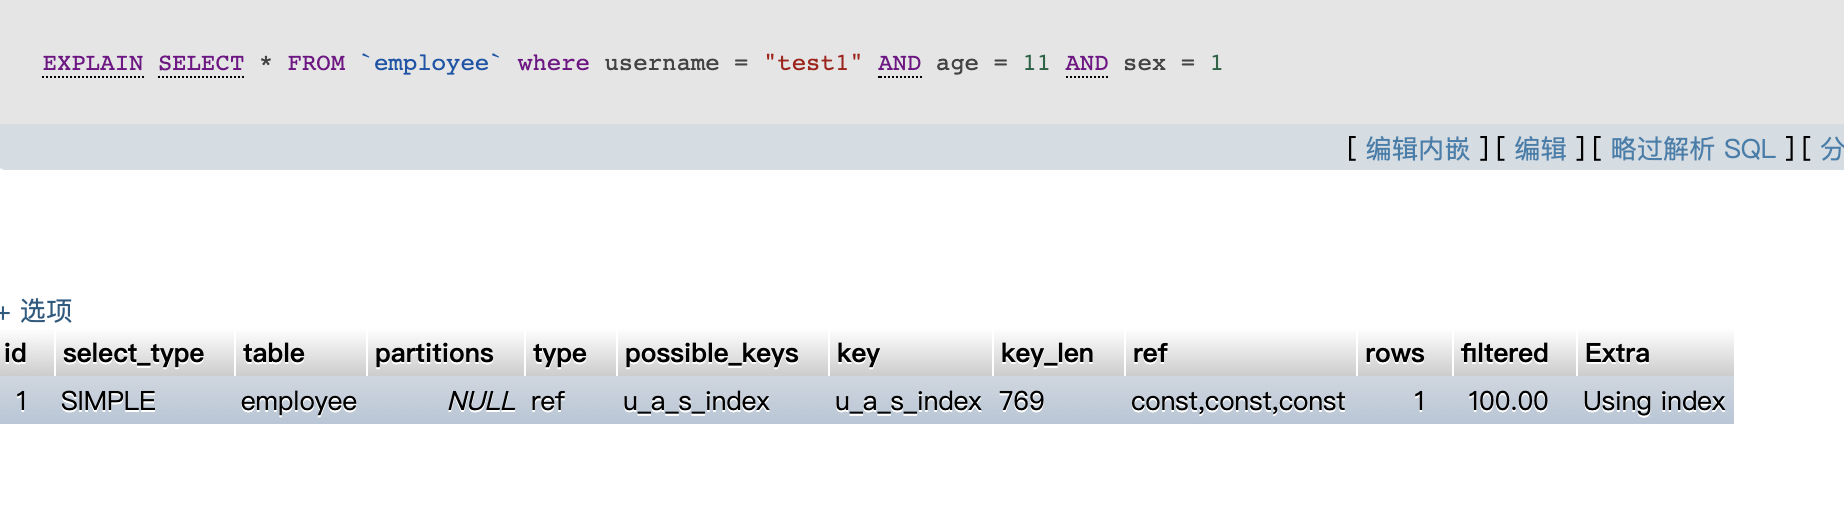 EXPLAIN SELECT * FROM `employee` where username = "test1" AND age = 11 AND sex = 1
[ 编辑内嵌 ] [ 编辑 ] [ 略过解析 SQL ] [ 分
+ 选项
id select_type table partitions type possible_keys key key_len ref rows filtered Extra
1 SIMPLE employee NULL ref u_a_s_index u_a_s_index 769 const,const,const 1 100.00 Using index